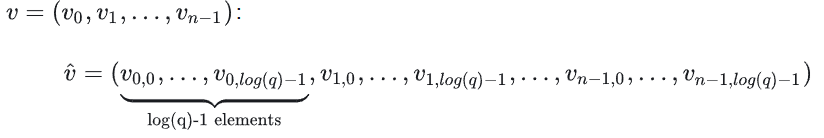 v = (v_0, v_1, . . . , v_{n−1}):
v̂ = (v_{0,0}, . . . , v_{0,log(q)−1}, v_{1,0}, . . . , v_{1,log(q)−1}, . . . , v_{n−1,0}, . . . , v_{n−1,log(q)−1})
log(q)-1 elements